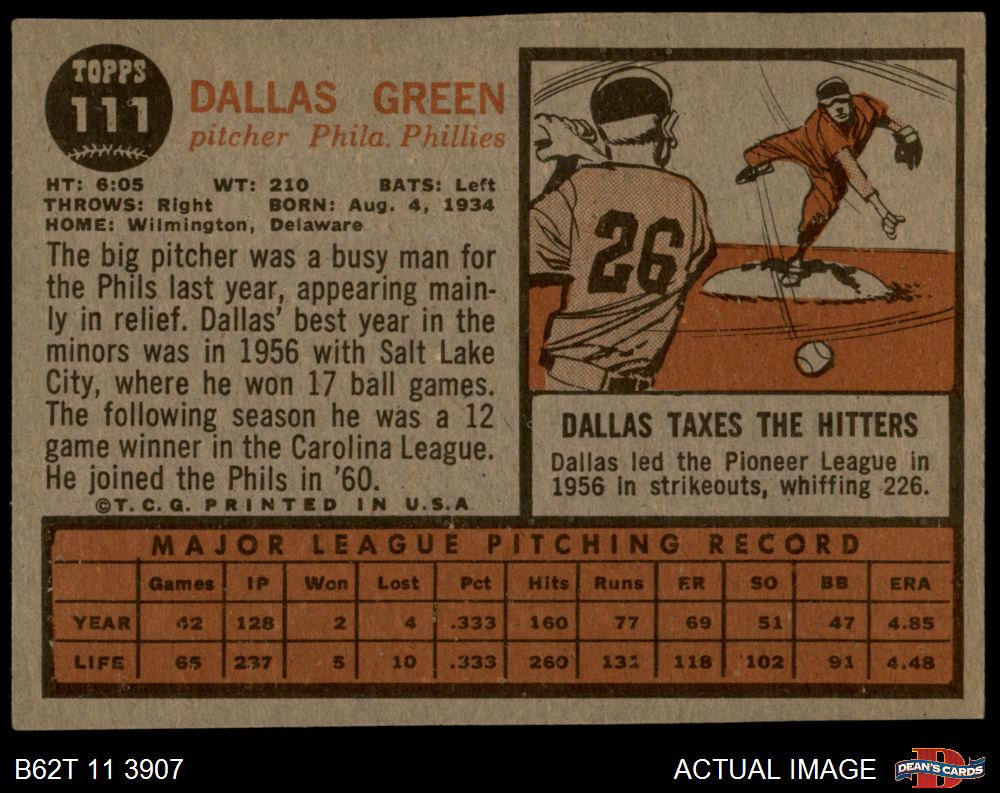 TOPPS
111
DALLAS GREEN
pitcher Phila. Phillies
HT: 6:05 WT: 210 BATS: Left
THROWS: Right BORN: Aug. 4, 1934
HOME: Wilmington, Delaware
The big pitcher was a busy man for
the Phils last year, appearing main-
ly in relief. Dallas' best year in the
minors was in 1956 with Salt Lake
City, where he won 17 ball games.
The following season he was a 12
game winner in the Carolina League.
He joined the Phils in '60.
©T.C.G. PRINTED IN U.S.A.
26
DALLAS TAXES THE HITTERS
Dallas led the Pioneer League in
1956 in strikeouts, whiffing 226.
MAJOR LEAGUE PITCHING RECORD
Games IP Won Lost Pct Hits Runs ER SO BB ERA
YEAR 42 128 2 4 .333 160 77 69 51 47 4.85
LIFE 65 237 5 10 .333 260 131 118 102 91 4.48
B62T 11 3907
ACTUAL IMAGE
DEAN'S CARDS